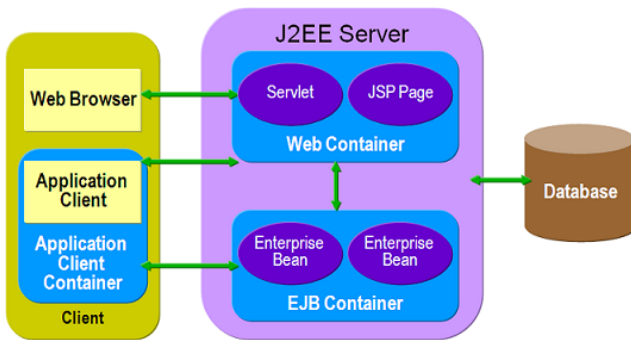 J2EE Server
Web Browser
Servlet
JSP Page
Web Container
Application
Client
Application
Client
Container
Client
Enterprise
Bean
Enterprise
Bean
EJB Container
Database